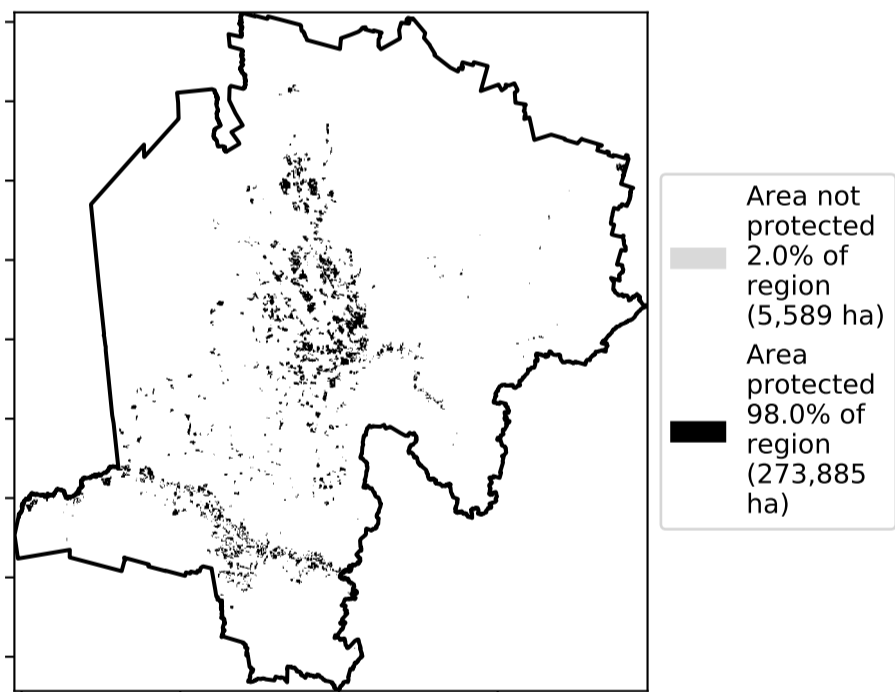 Area not
protected
2.0% of
region
(5,589 ha)
Area
protected
98.0% of
region
(273,885
ha)